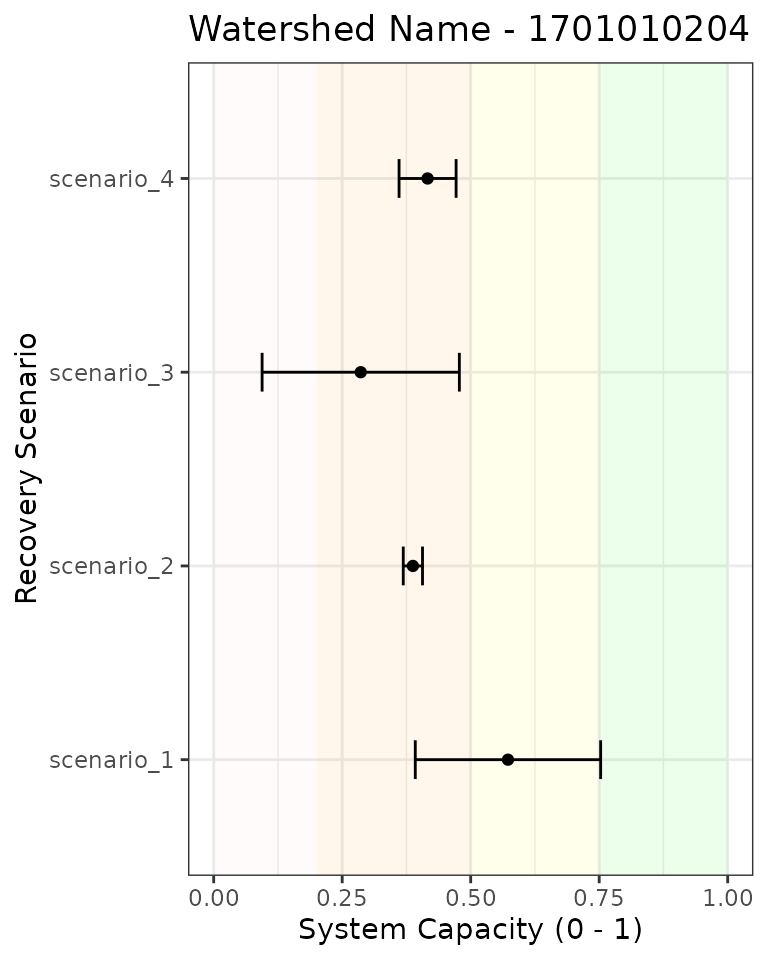 Watershed Name - 1701010204
scenario_4
scenario_3
scenario_2
scenario_1
Recovery Scenario
0.00 0.25 0.50 0.75 1.00
System Capacity (0 - 1)